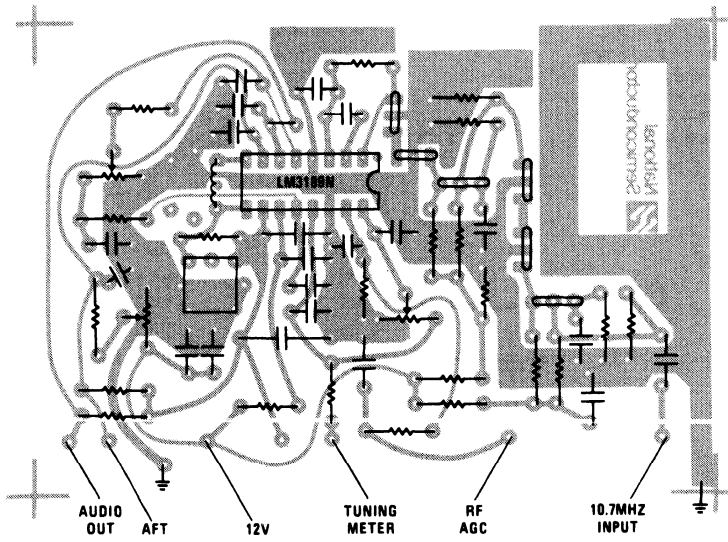 National
Semiconductor
LM3189N
AUDIO
OUT
AFT
12V
TUNING
METER
RF
AGC
10.7MHZ
INPUT